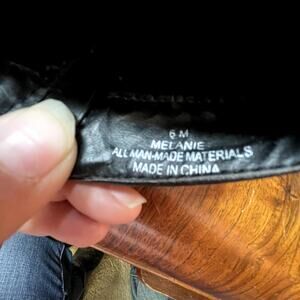 6 M
MELANIE
ALL MAN-MADE MATERIALS
MADE IN CHINA